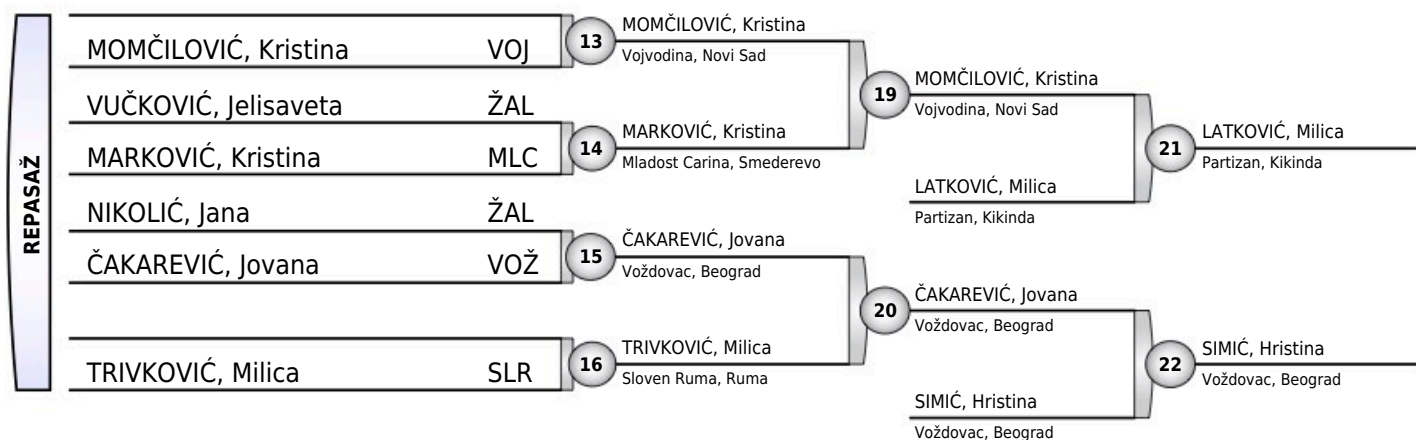 REPASAŽ
MOMČILOVIĆ, Kristina VOJ
VUČKOVIĆ, Jelisaveta ŽAL
MARKOVIĆ, Kristina MLC
NIKOLIĆ, Jana ŽAL
ČAKAREVIĆ, Jovana VOŽ
TRIVKOVIĆ, Milica SLR
13
MOMČILOVIĆ, Kristina
Vojvodina, Novi Sad
14
MARKOVIĆ, Kristina
Mladost Carina, Smederevo
15
ČAKAREVIĆ, Jovana
Voždovac, Beograd
16
TRIVKOVIĆ, Milica
Sloven Ruma, Ruma
19
MOMČILOVIĆ, Kristina
Vojvodina, Novi Sad
LATKOVIĆ, Milica
Partizan, Kikinda
20
ČAKAREVIĆ, Jovana
Voždovac, Beograd
SIMIĆ, Hristina
Voždovac, Beograd
21
LATKOVIĆ, Milica
Partizan, Kikinda
22
SIMIĆ, Hristina
Voždovac, Beograd